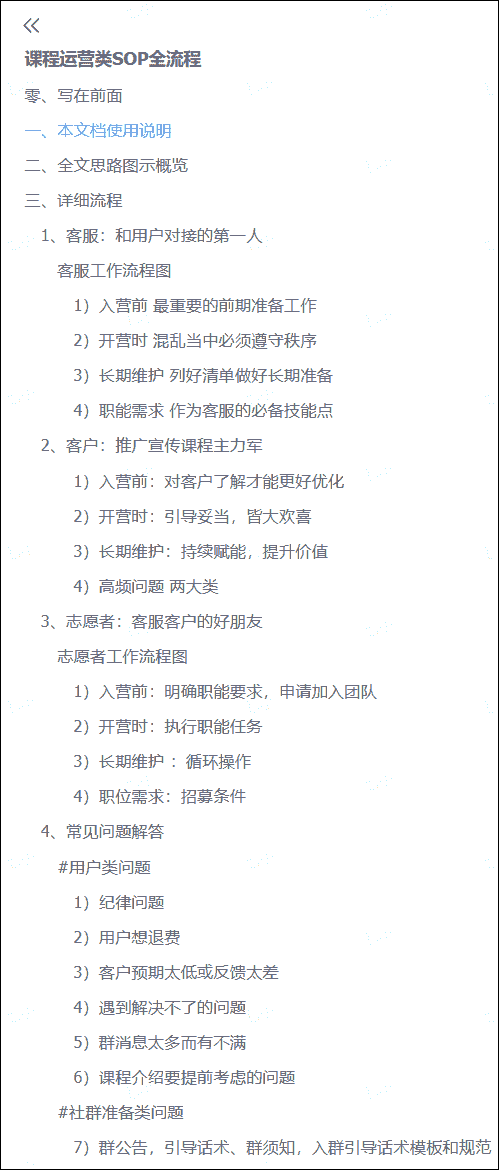 课程运营类SOP全流程
零、写在前面
一、本文档使用说明
二、全文思路图示概览
三、详细流程
1、客服：和用户对接的第一人
客服工作流程图
1）入营前 最重要的前期准备工作
2）开营时 混乱当中必须遵守秩序
3）长期维护 列好清单做好长期准备
4）职能需求 作为客服的必备技能点
2、客户：推广宣传课程主力军
1）入营前：对客户了解才能更好优化
2）开营时：引导妥当，皆大欢喜
3）长期维护：持续赋能，提升价值
4）高频问题 两大类
3、志愿者：客服客户的好朋友
志愿者工作流程图
1）入营前：明确职能要求，申请加入团队
2）开营时：执行职能任务
3）长期维护 ：循环操作
4）职位需求：招募条件
4、常见问题解答
#用户类问题
1）纪律问题
2）用户想退费
3）客户预期太低或反馈太差
4）遇到解决不了的问题
5）群消息太多而有不满
6）课程介绍要提前考虑的问题
#社群准备类问题
7）群公告，引导话术、群须知，入群引导话术模板和规范